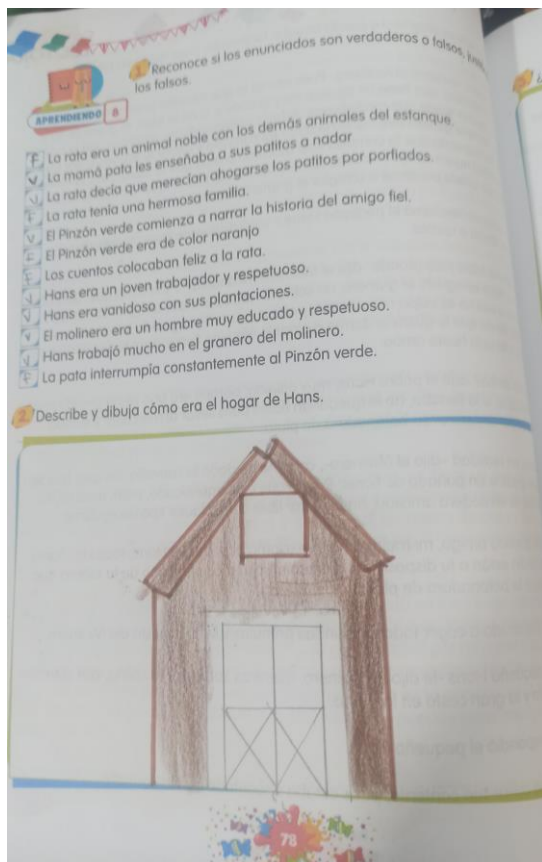 1. Reconoce si los enunciados son verdaderos o falsos,
los falsos.
APRENDIENDO 8
F La rata era un animal noble con los demás animales del estanque.
V La mamá pata les enseñaba a sus patitos a nadar
V La rata decía que merecían ahogarse los patitos por porfiados.
F La rata tenía una hermosa familia.
V El Pinzón verde comienza a narrar la historia del amigo fiel.
F El Pinzón verde era de color naranjo
F Los cuentos colocaban feliz a la rata.
V Hans era un joven trabajador y respetuoso.
V Hans era vanidoso con sus plantaciones.
V El molinero era un hombre muy educado y respetuoso.
V Hans trabajó mucho en el granero del molinero.
F La pata interrumpía constantemente al Pinzón verde.
2. Describe y dibuja cómo era el hogar de Hans.
78